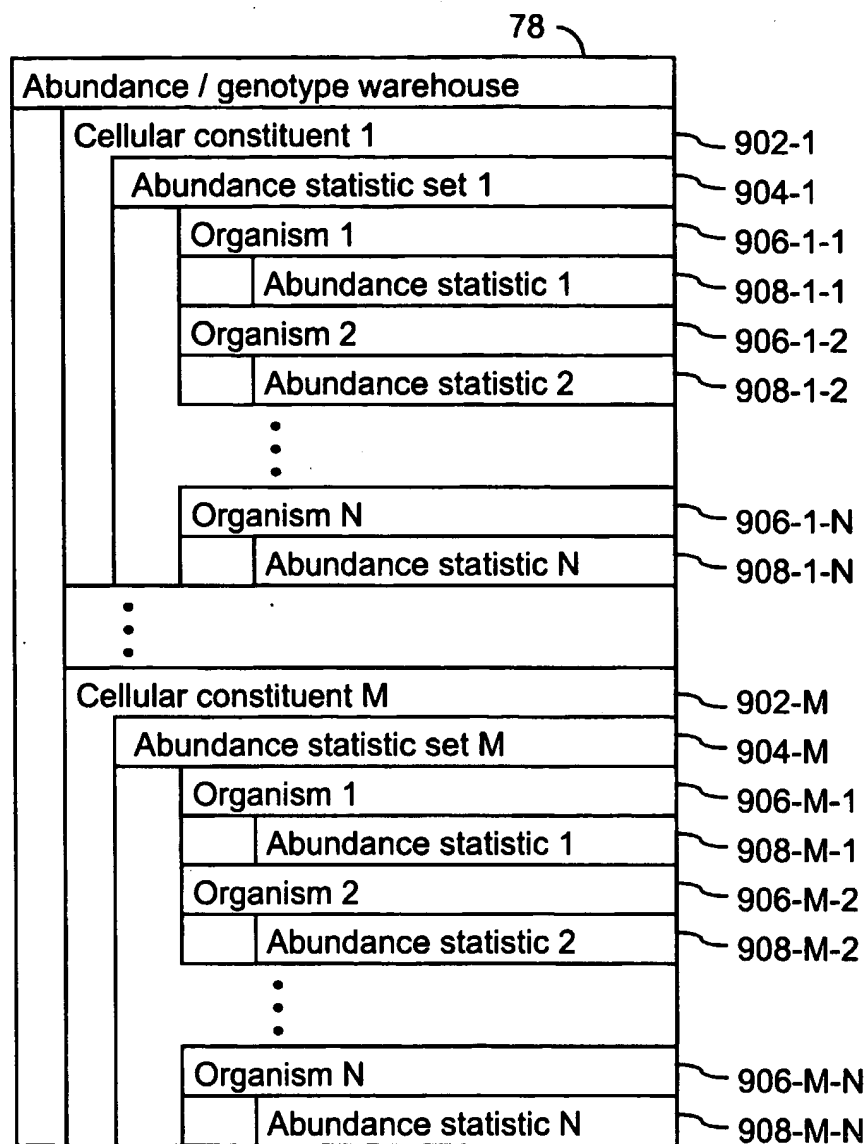 78
Abundance / genotype warehouse
Cellular constituent 1 902-1
Abundance statistic set 1 904-1
Organism 1 906-1-1
Abundance statistic 1 908-1-1
Organism 2 906-1-2
Abundance statistic 2 908-1-2
Organism N 906-1-N
Abundance statistic N 908-1-N
Cellular constituent M 902-M
Abundance statistic set M 904-M
Organism 1 906-M-1
Abundance statistic 1 908-M-1
Organism 2 906-M-2
Abundance statistic 2 908-M-2
Organism N 906-M-N
Abundance statistic N 908-M-N